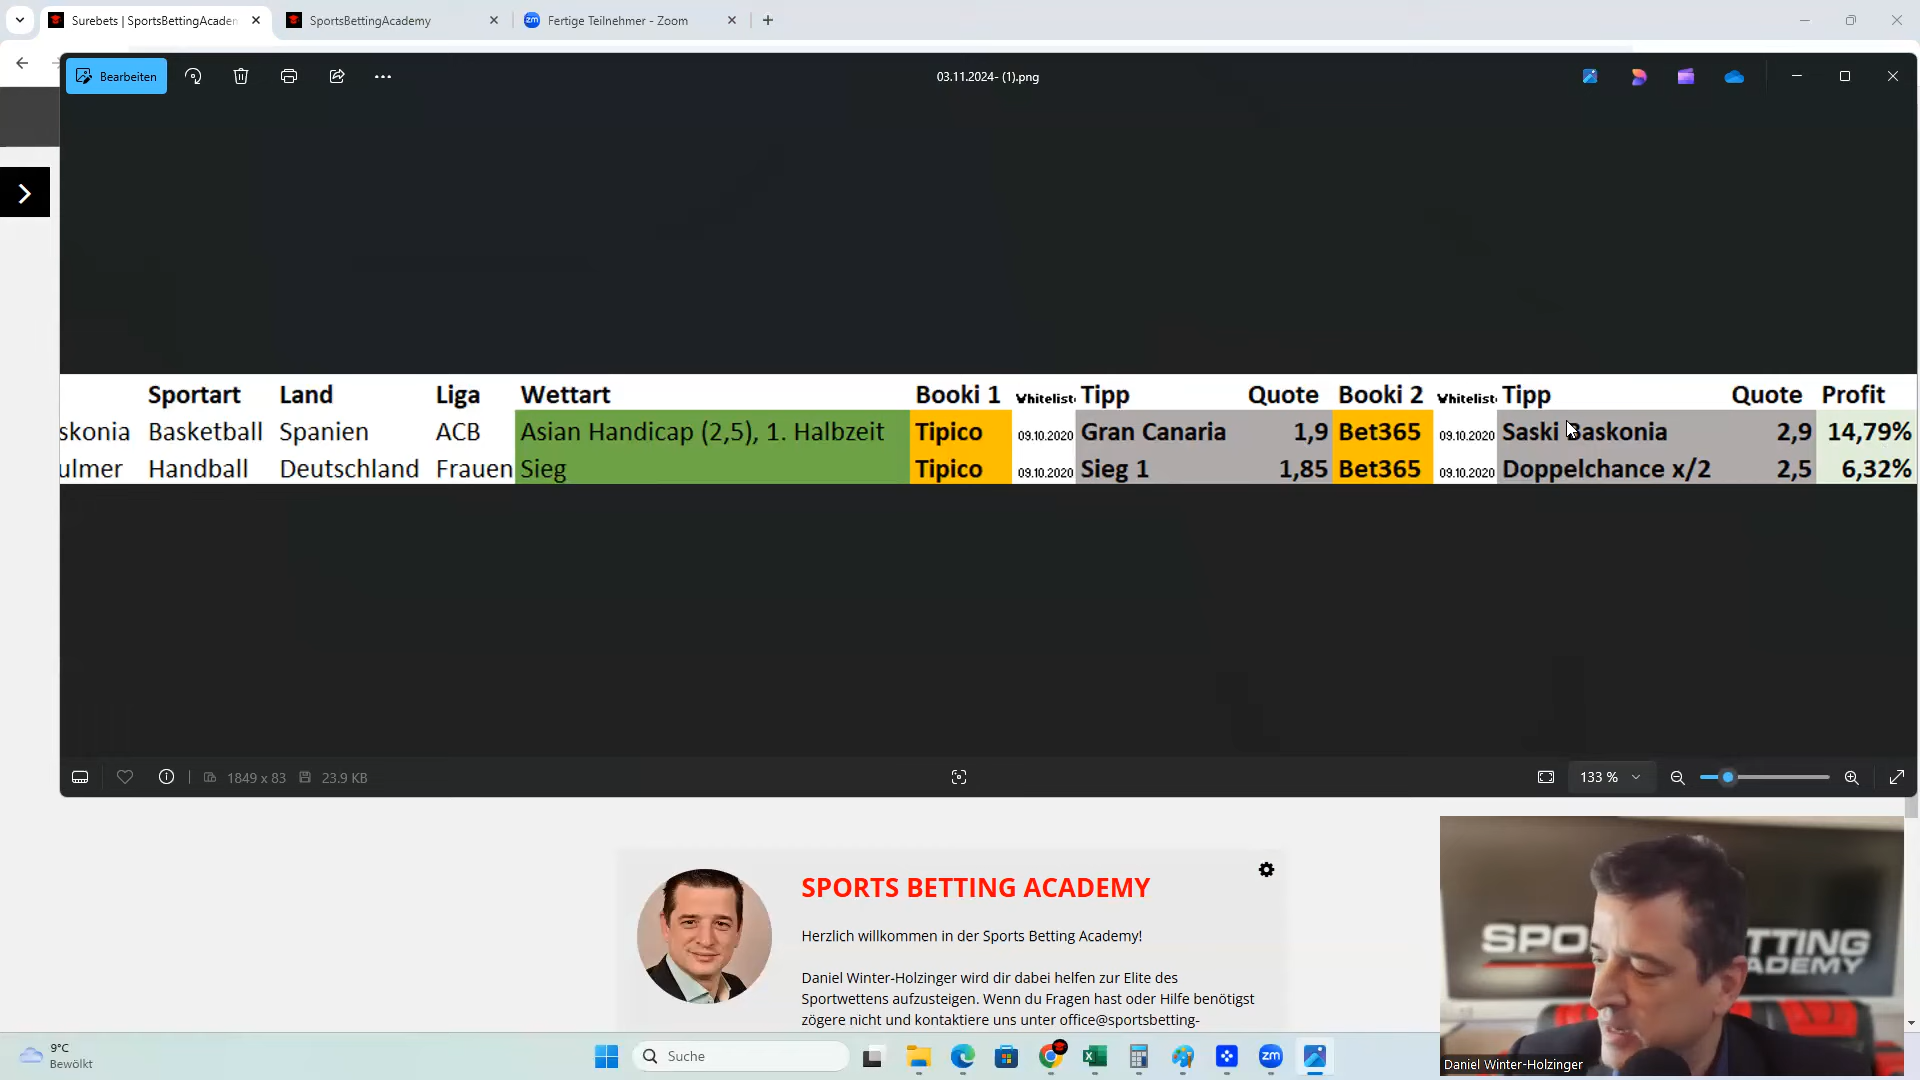 Surebets | SportsBettingAcader
SportsBettingAcademy
Fertige Teilnehmer - Zoom
Bearbeiten
03.11.2024- (1).png
Sportart Land Liga Wettart Booki 1 Whitelist Tipp Quote Booki 2 Whitelist Tipp Quote Profit
skonia Basketball Spanien ACB Asian Handicap (2,5), 1. Halbzeit Tipico 09.10.2020 Gran Canaria 1,9 Bet365 09.10.2020 Saski Baskonia 2,9 14,79%
ulmer Handball Deutschland Frauen Sieg Tipico 09.10.2020 Sieg 1 1,85 Bet365 09.10.2020 Doppelchance x/2 2,5 6,32%
1849 x 83 23.9 KB
133 %
SPORTS BETTING ACADEMY
Herzlich willkommen in der Sports Betting Academy!
Daniel Winter-Holzinger wird dir dabei helfen zur Elite des
Sportwettens aufzusteigen. Wenn du Fragen hast oder Hilfe benötigst
zögere nicht und kontaktiere uns unter office@sportsbetting-
SPO TTING
ADEMY
Daniel Winter-Holzinger
9°C
Bewölkt
Suche
zm